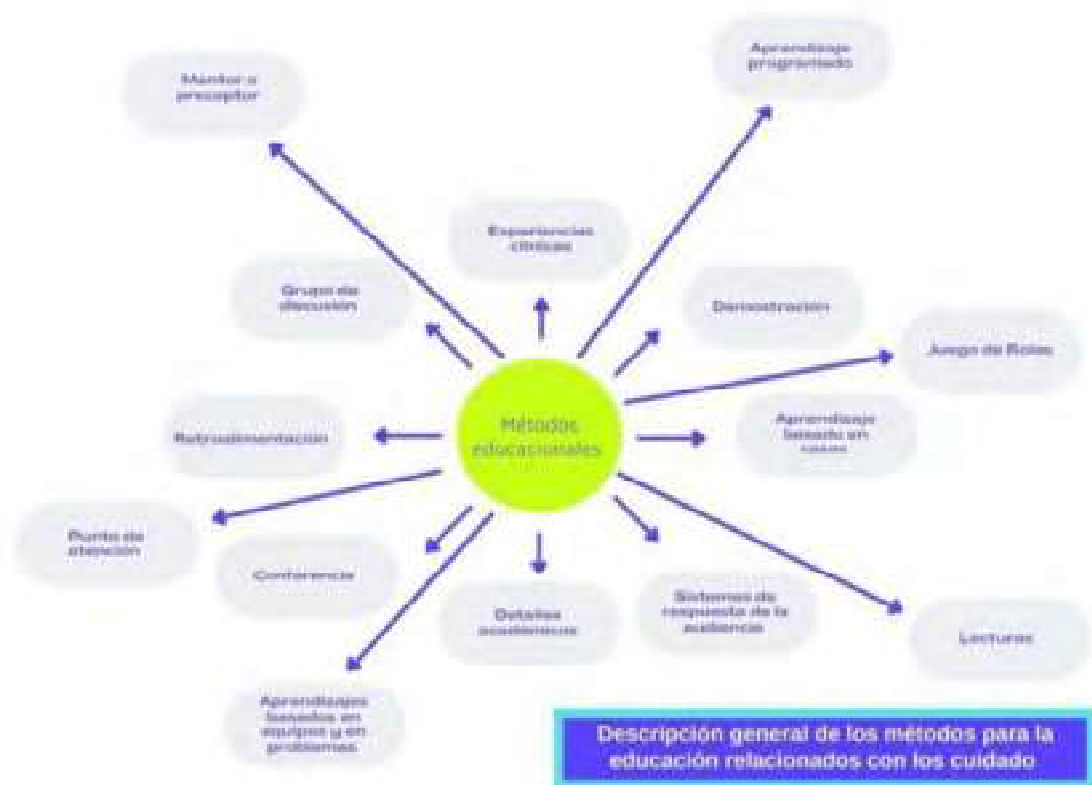 Aprendizaje
programado
Mentor o
preceptor
Experiencias
clínicas
Grupo de
discusión
Demostración
Juego de Roles
Métodos
educacionales
Aprendizaje
basado en
casos
Retroalimentación
Punto de
atención
Conferencia
Detalles
académicos
Sistemas de
respuesta de la
audiencia
Lecturas
Aprendizajes
basados en
equipos y en
problemas
Descripción general de los métodos para la
educación relacionados con los cuidado